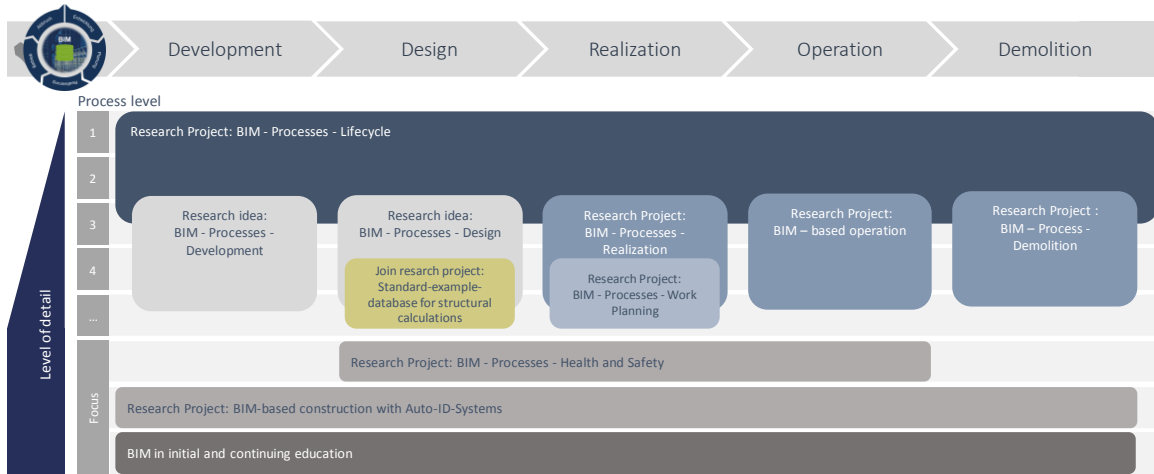 BIM
Development
Design
Realization
Operation
Demolition
Process level
1
Research Project: BIM - Processes - Lifecycle
2
3
Research idea:
BIM - Processes -
Development
Research idea:
BIM - Processes - Design
Research Project:
BIM - Processes -
Realization
Research Project:
BIM – based operation
Research Project :
BIM – Process -
Demolition
4
Join resarch project:
Standard-example-
database for structural
calculations
Research Project:
BIM - Processes - Work
Planning
...
Level of detail
Focus
Research Project: BIM - Processes - Health and Safety
Research Project: BIM-based construction with Auto-ID-Systems
BIM in initial and continuing education